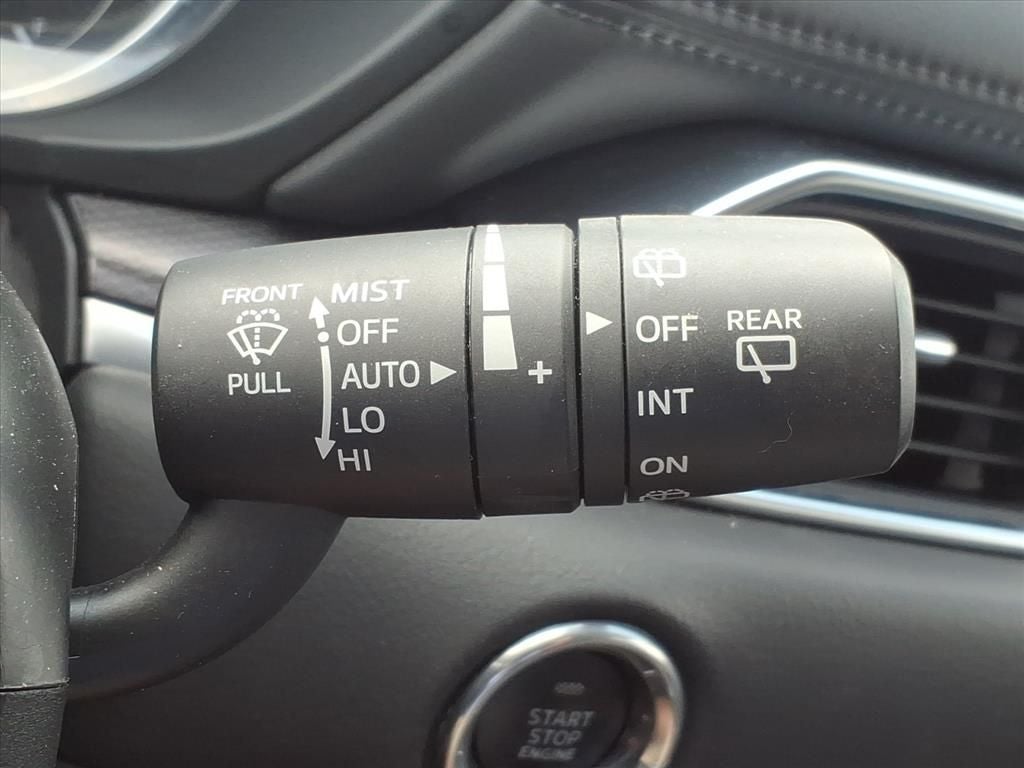 FRONT
PULL
MIST
OFF
AUTO
LO
HI
+
OFF
INT
ON
REAR
START
STOP
ENGINE